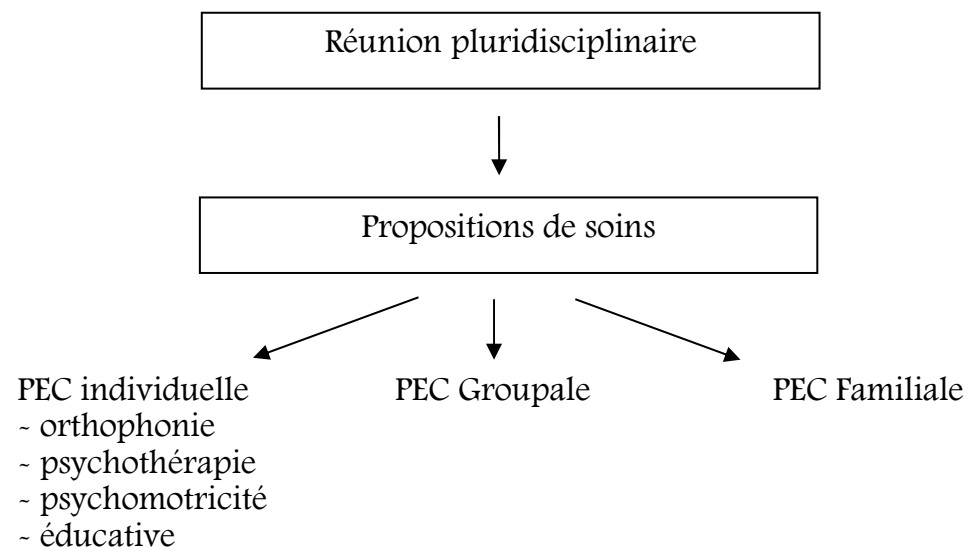 Réunion pluridisciplinaire
Propositions de soins
PEC individuelle
- orthophonie
- psychothérapie
- psychomotricité
- éducative
PEC Groupale
PEC Familiale